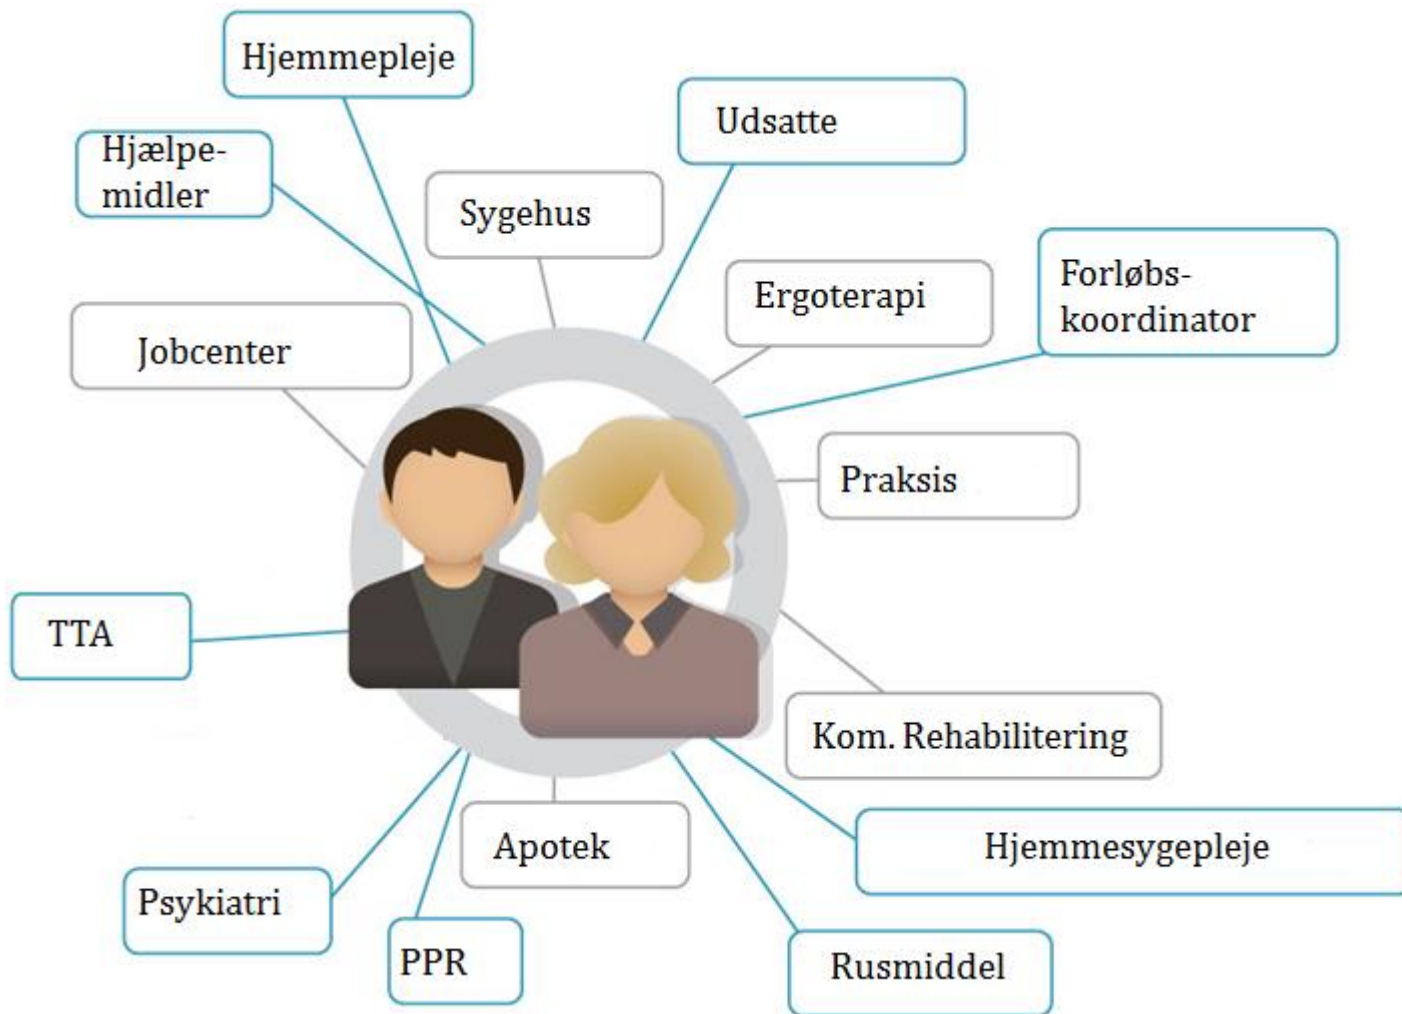 Hjemmepleje
Udsatte
Hjælpe-
midler
Sygehus
Ergoterapi
Forløbs-
koordinator
Jobcenter
Praksis
TTA
Kom. Rehabilitering
Apotek
Hjemmesygepleje
Psykiatri
PPR
Rusmiddel